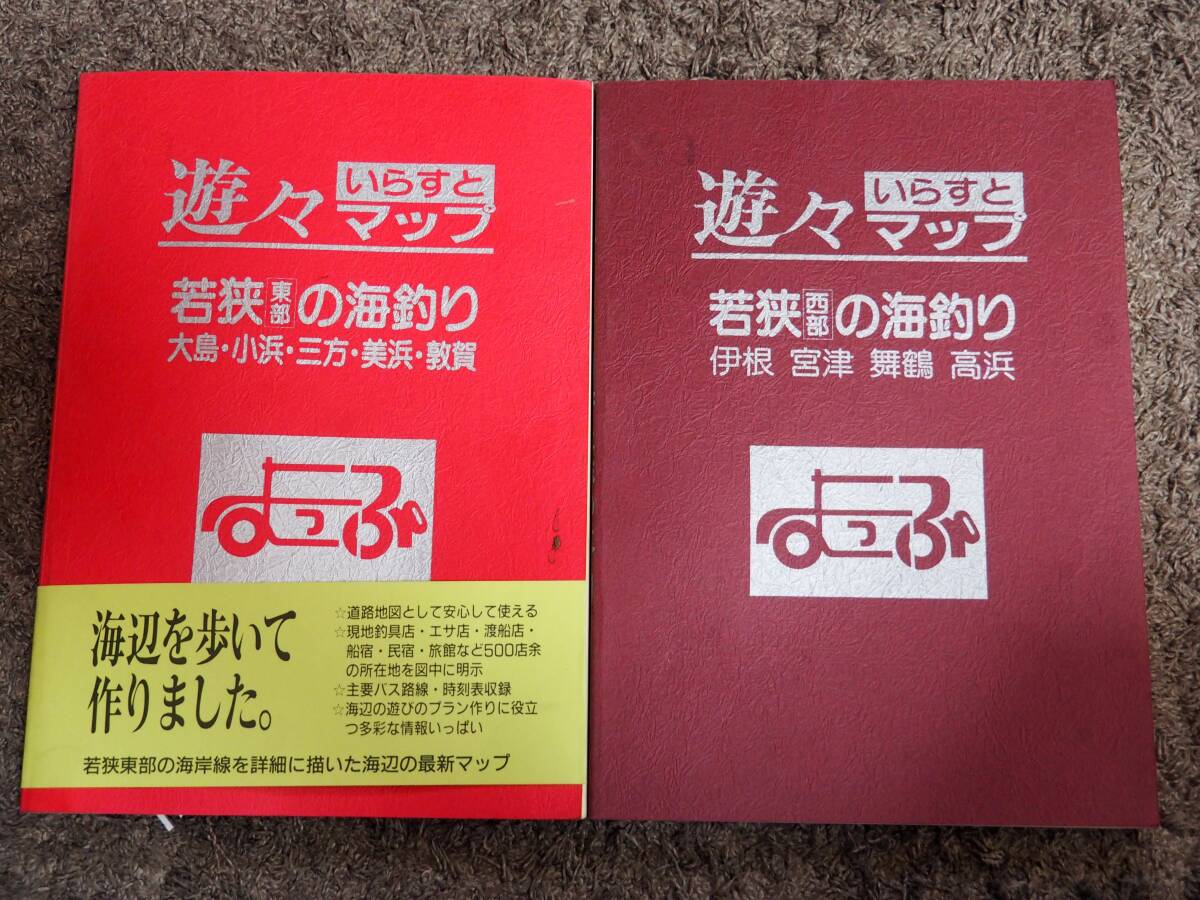 遊々
いらすと
マップ
若狭東部の海釣り
大島・小浜・三方・美浜・敦賀
海辺を歩いて
作りました。
☆道路地図として安心して使える
☆現地釣具店・エサ店・渡船店・
船宿・民宿・旅館など500店余
の所在地を図中に明示
☆主要バス路線・時刻表収録
☆海辺の遊びのプラン作りに役立
つ多彩な情報いっぱい
若狭東部の海岸線を詳細に描いた海辺の最新マップ
遊々
いらすと
マップ
若狭西部の海釣り
伊根 宮津 舞鶴 高浜